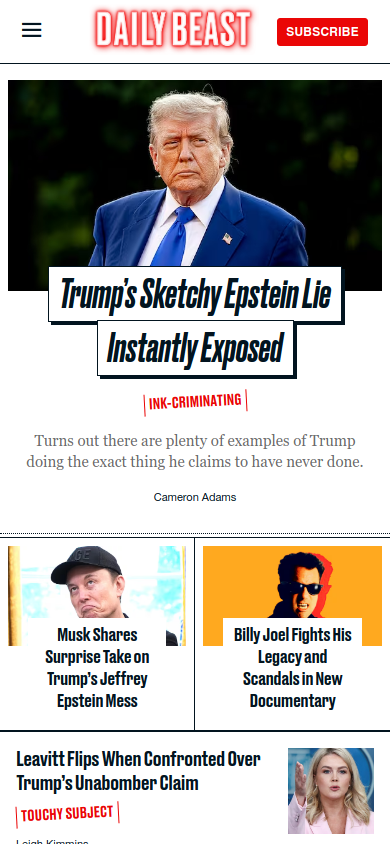 DAILY BEAST
SUBSCRIBE
Trump's Sketchy Epstein Lie
Instantly Exposed
INK-CRIMINATING
Turns out there are plenty of examples of Trump
doing the exact thing he claims to have never done.
Cameron Adams
Musk Shares
Surprise Take on
Trump's Jeffrey
Epstein Mess
Billy Joel Fights His
Legacy and
Scandals in New
Documentary
Leavitt Flips When Confronted Over
Trump's Unabomber Claim
TOUCHY SUBJECT
Leigh Kimmins